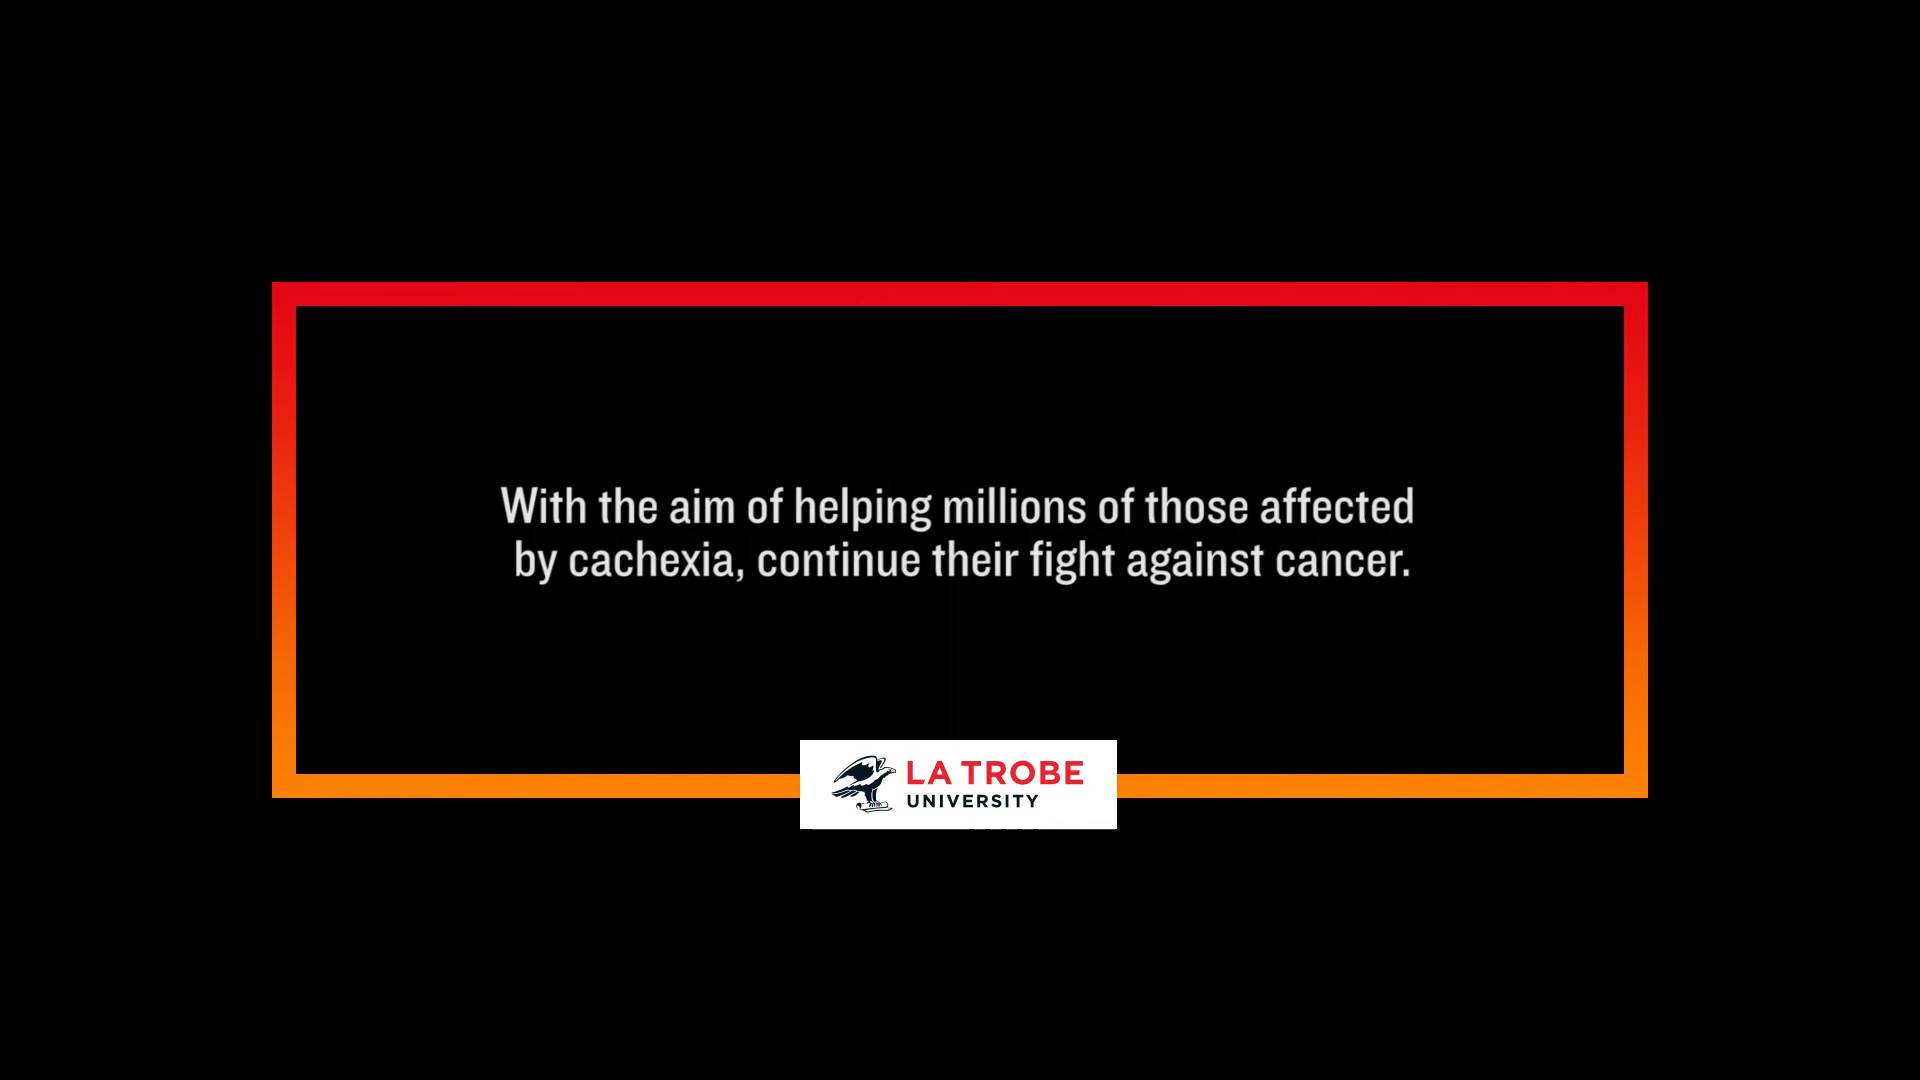 With the aim of helping millions of those affected
by cachexia, continue their fight against cancer.
LA TROBE
UNIVERSITY